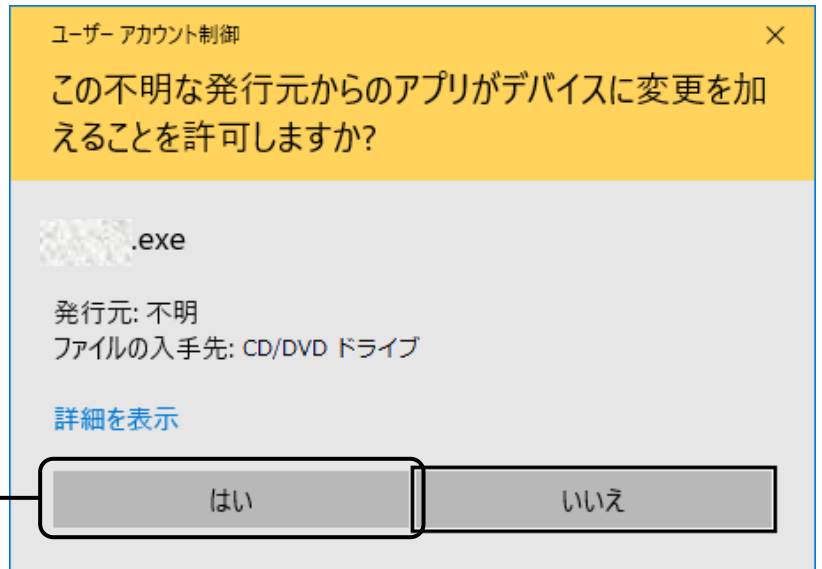 ユーザー アカウント制御
この不明な発行元からのアプリがデバイスに変更を加
えることを許可しますか?
.exe
発行元: 不明
ファイルの入手先: CD/DVD ドライブ
詳細を表示
はい
いいえ